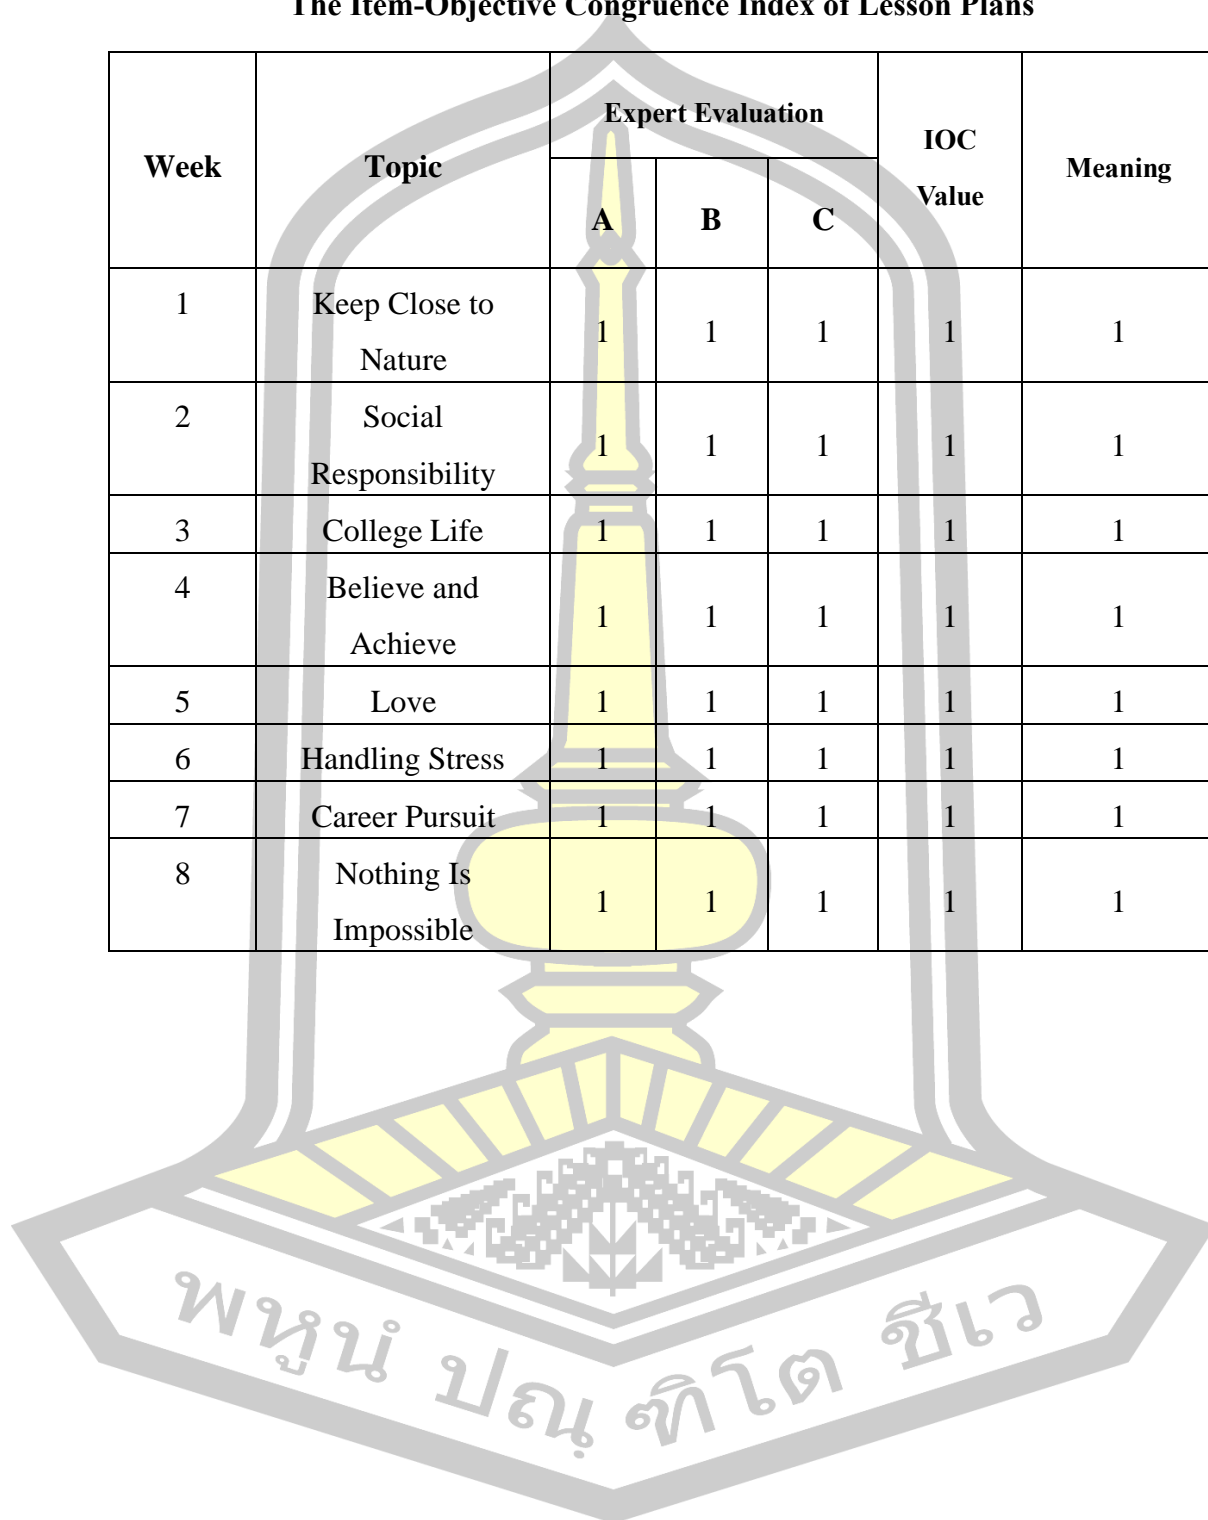 The Item-Objective Congruence Index of Lesson Plans
Week Topic Expert Evaluation IOC Value Meaning
A B C
1 Keep Close to Nature 1 1 1 1 1
2 Social Responsibility 1 1 1 1 1
3 College Life 1 1 1 1 1
4 Believe and Achieve 1 1 1 1 1
5 Love 1 1 1 1 1
6 Handling Stress 1 1 1 1 1
7 Career Pursuit 1 1 1 1 1
8 Nothing Is Impossible 1 1 1 1 1
พหูนํ ปณฺฑิโต ชีเว